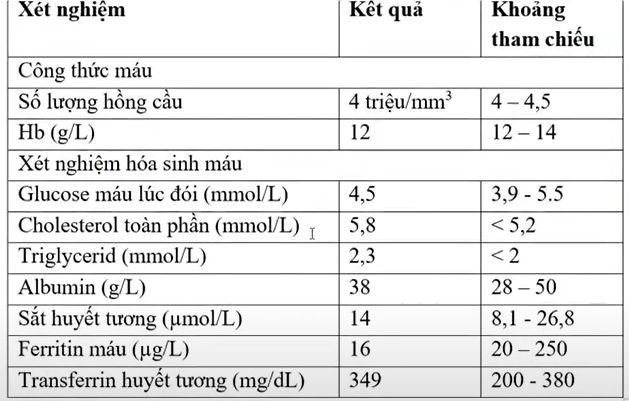 Xét nghiệm Kết quả Khoảng
tham chiếu
Công thức máu
Số lượng hồng cầu 4 triệu/mm³ 4 – 4,5
Hb (g/L) 12 12 – 14
Xét nghiệm hóa sinh máu
Glucose máu lúc đói (mmol/L) 4,5 3,9 - 5.5
Cholesterol toàn phần (mmol/L) 5,8 < 5,2
Triglycerid (mmol/L) 2,3 < 2
Albumin (g/L) 38 28 – 50
Sắt huyết tương (µmol/L) 14 8,1 - 26,8
Ferritin máu (µg/L) 16 20 – 250
Transferrin huyết tương (mg/dL) 349 200 - 380